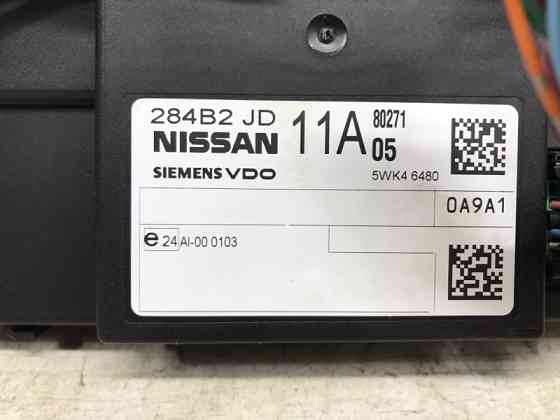 284B2 JD 11A 80271
NISSAN 05
SIEMENS VDO 5WK4 6480
0A9A1
e 24 AI-00 0103